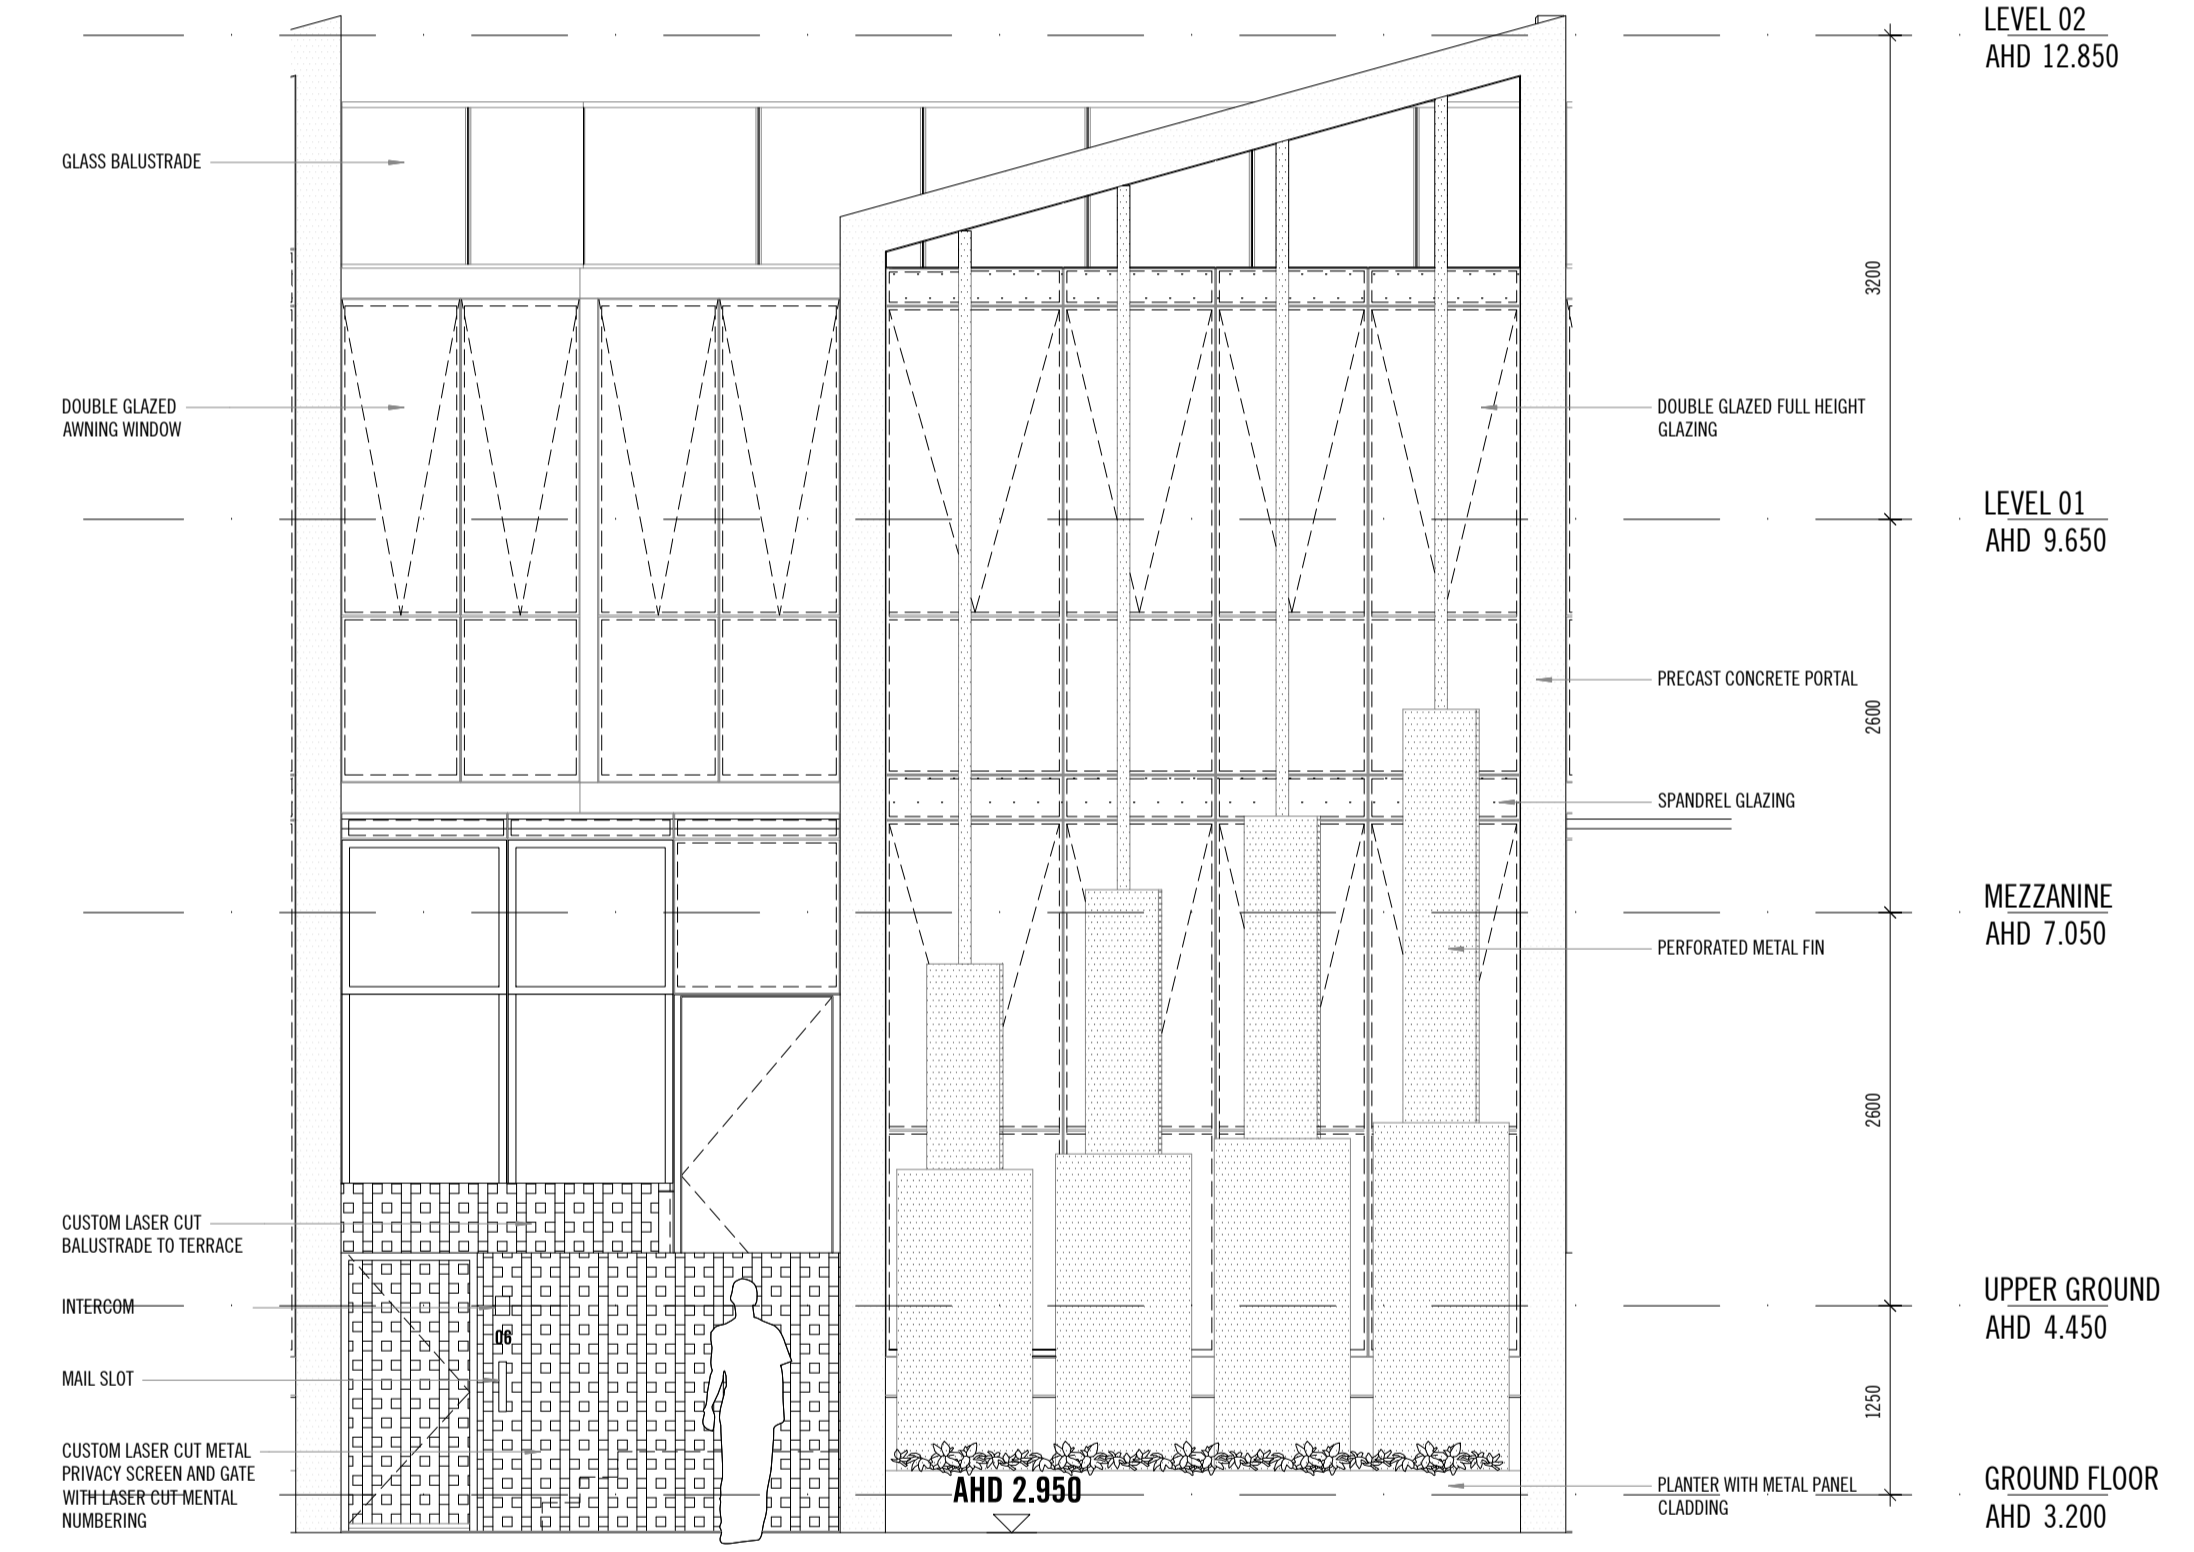 LEVEL 02
AHD 12.850
GLASS BALUSTRADE
3200
DOUBLE GLAZED
AWNING WINDOW
DOUBLE GLAZED FULL HEIGHT
GLAZING
LEVEL 01
AHD 9.650
PRECAST CONCRETE PORTAL
2600
SPANDREL GLAZING
MEZZANINE
AHD 7.050
PERFORATED METAL FIN
2600
CUSTOM LASER CUT
BALUSTRADE TO TERRACE
UPPER GROUND
AHD 4.450
INTERCOM
06
MAIL SLOT
1250
CUSTOM LASER CUT METAL
PRIVACY SCREEN AND GATE
WITH LASER CUT MENTAL
NUMBERING
AHD 2.950
PLANTER WITH METAL PANEL
CLADDING
GROUND FLOOR
AHD 3.200